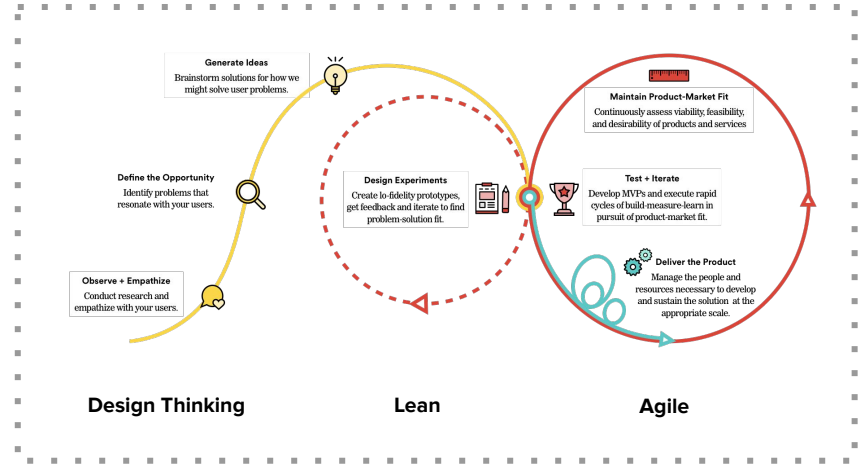 Generate Ideas
Brainstorm solutions for how we
might solve user problems.
Define the Opportunity
Identify problems that
resonate with your users.
Observe + Empathize
Conduct research and
empathize with your users.
Design Experiments
Create lo-fidelity prototypes,
get feedback and iterate to find
problem-solution fit.
Maintain Product-Market Fit
Continuously assess viability, feasibility,
and desirability of products and services
Test + Iterate
Develop MVPs and execute rapid
cycles of build-measure-learn in
pursuit of product-market fit.
Deliver the Product
Manage the people and
resources necessary to develop
and sustain the solution at the
appropriate scale.
Design Thinking
Lean
Agile